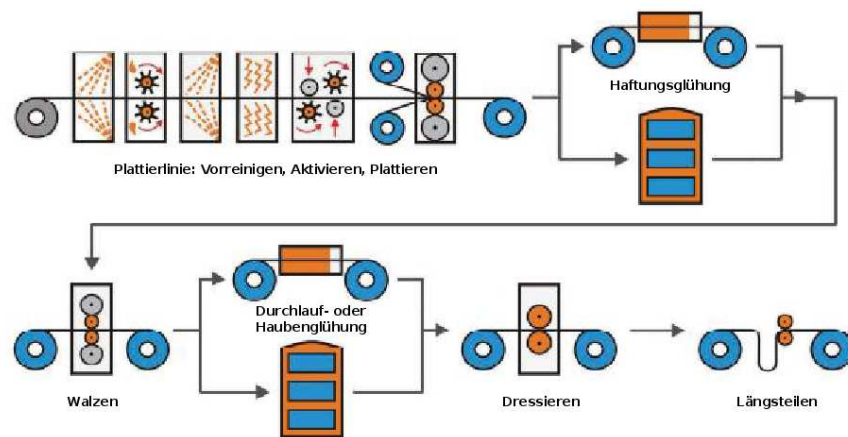 Haftungsglühung
Plattierlinie: Vorreinigen, Aktivieren, Plattieren
Durchlauf- oder
Haubenglühung
Walzen
Dressieren
Längsteilen